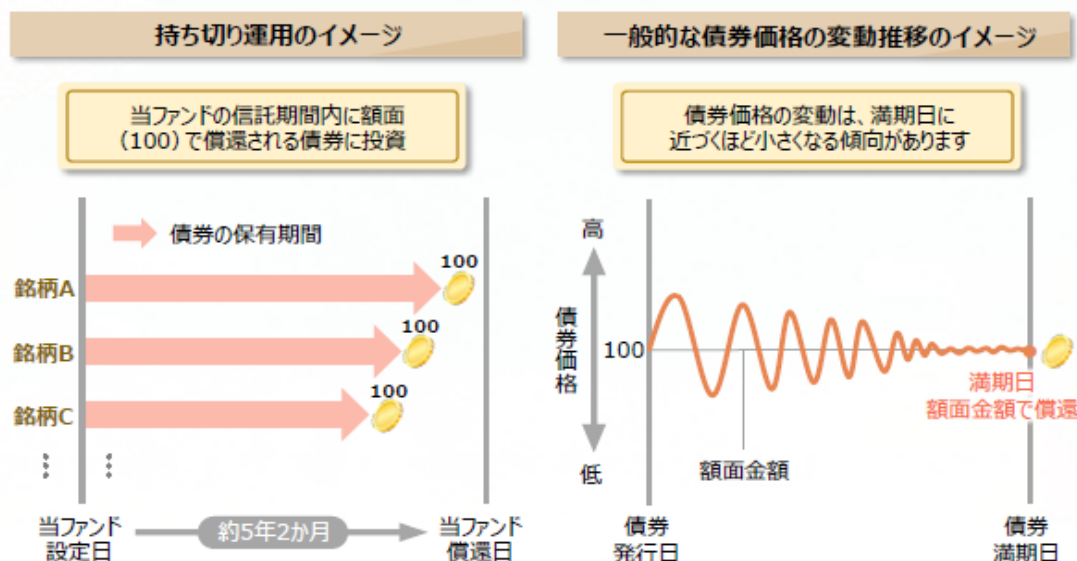 持ち切り運用のイメージ
当ファンドの信託期間内に額面
（100）で償還される債券に投資
債券の保有期間
銘柄A
100
銘柄B
100
銘柄C
100
当ファンド
設定日
約5年2か月
当ファンド
償還日
一般的な債券価格の変動推移のイメージ
債券価格の変動は、満期日に
近づくほど小さくなる傾向があります
高
債券価格
100
低
額面金額
満期日
額面金額で償還
債券
発行日
債券
満期日